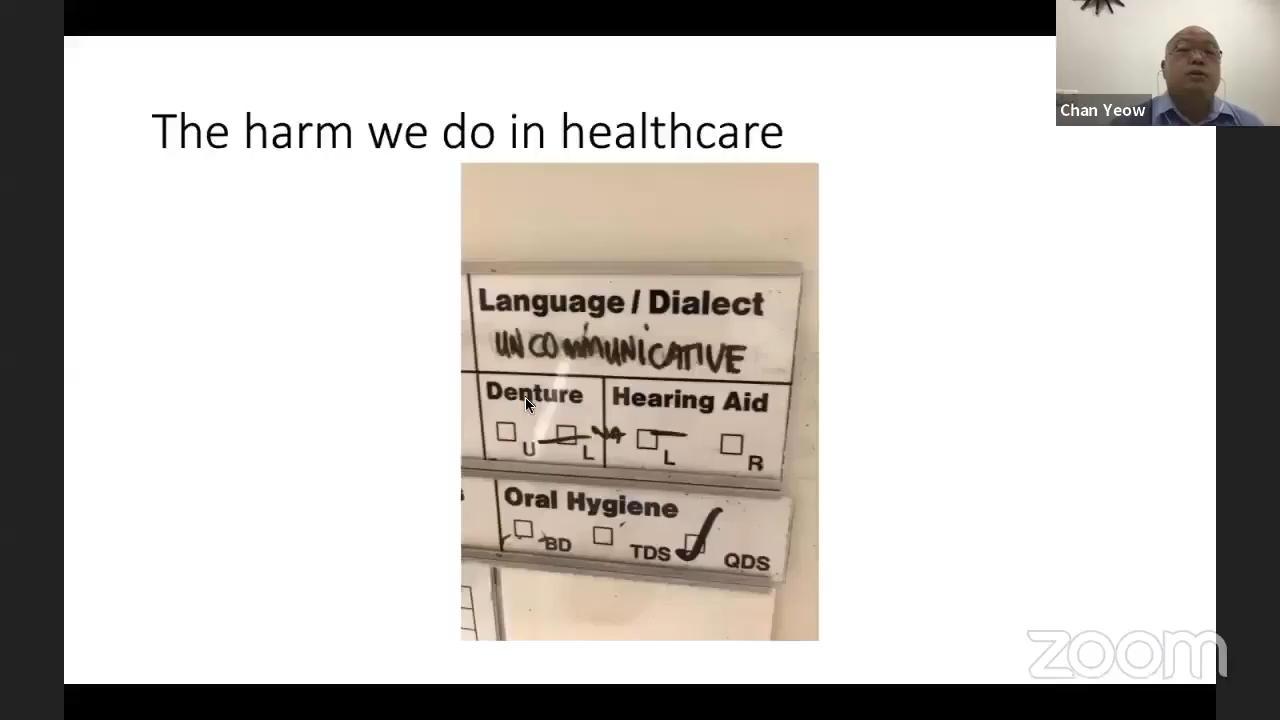 The harm we do in healthcare
Chan Yeow
Language / Dialect
UNCOMMUNICATIVE
Denture
Hearing Aid
U
L
L
R
Oral Hygiene
BD
TDS
QDS
zoom